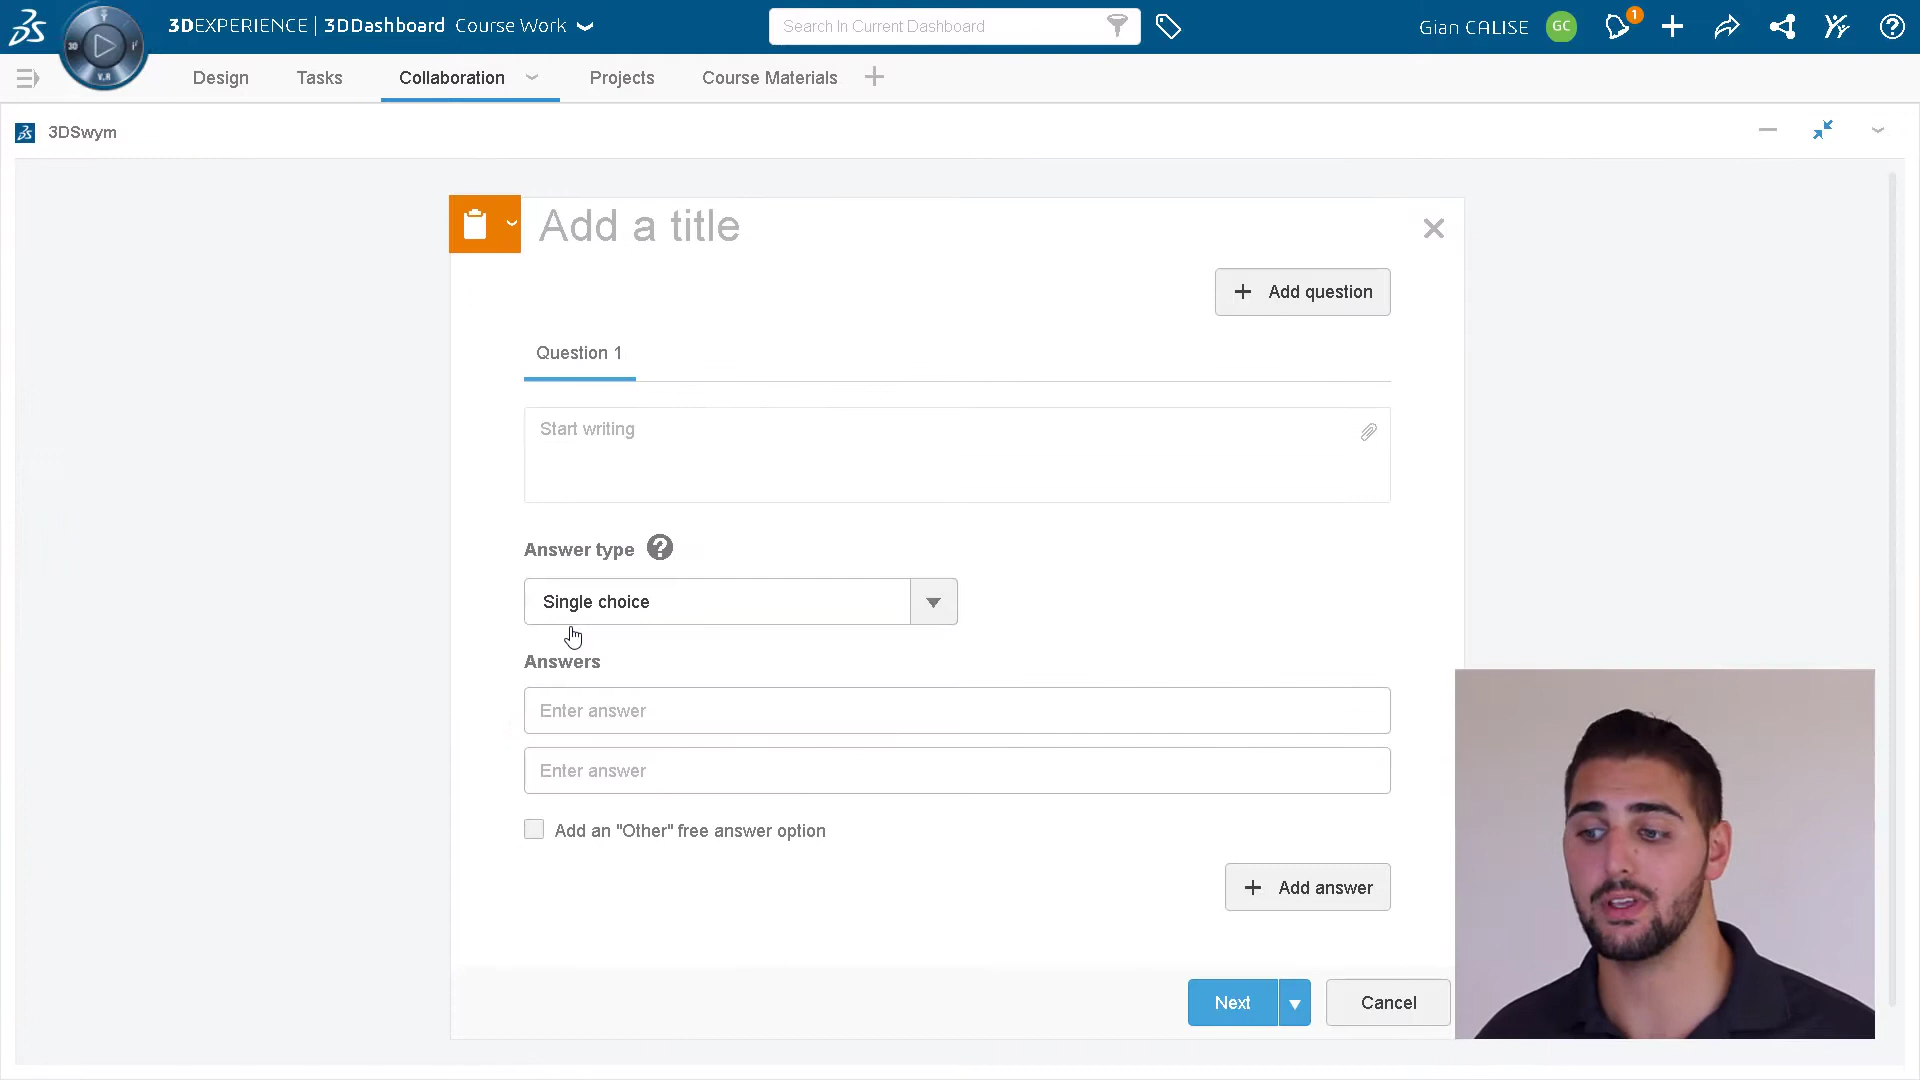 3DEXPERIENCE | 3DDashboard Course Work
Search In Current Dashboard
Gian CALISE GC 1
3D V.R
Design Tasks Collaboration Projects Course Materials
3DSwym
Add a title
Add question
Question 1
Start writing
Answer type ?
Single choice
Answers
Enter answer
Enter answer
Add an "Other" free answer option
Add answer
Next Cancel